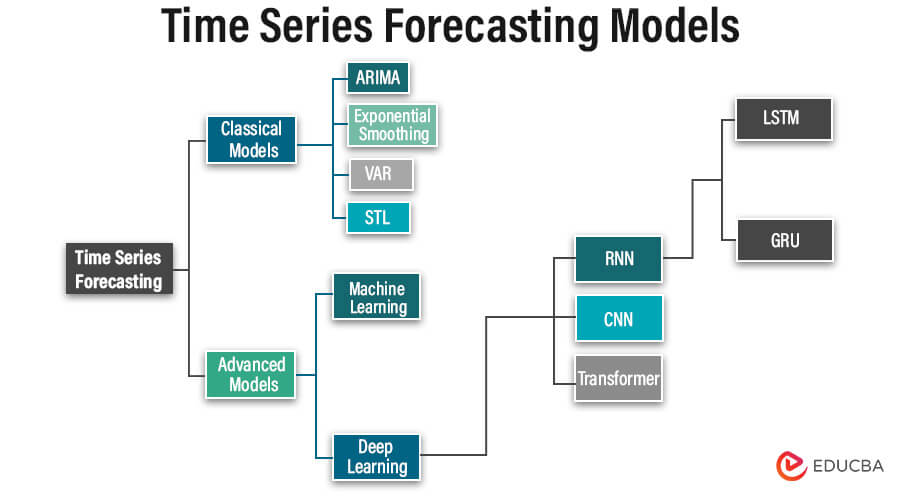 Time Series Forecasting Models
ARIMA
Exponential
Smoothing
Classical
Models
VAR
STL
Time Series
Forecasting
Machine
Learning
Advanced
Models
Deep
Learning
RNN
CNN
Transformer
LSTM
GRU
EDUCBA